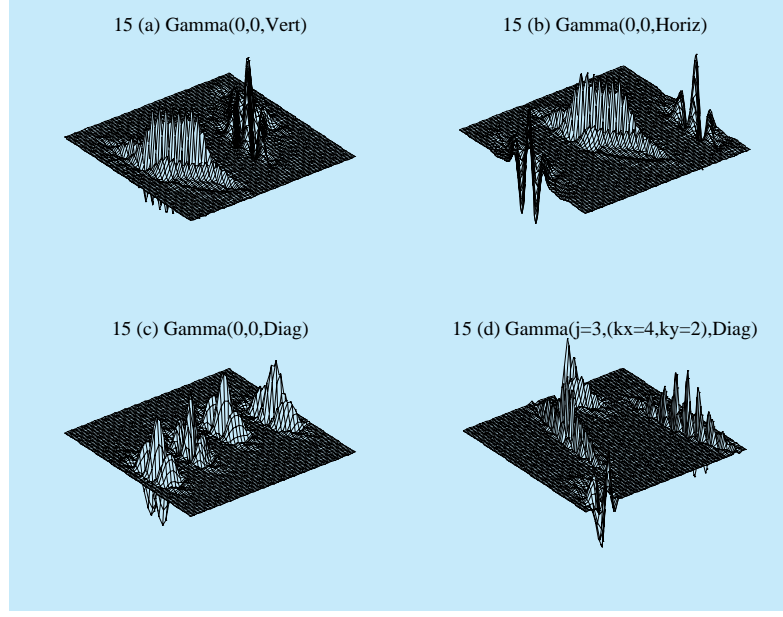 15 (a) Gamma(0,0,Vert)
15 (b) Gamma(0,0,Horiz)
15 (c) Gamma(0,0,Diag)
15 (d) Gamma(j=3,(kx=4,ky=2),Diag)